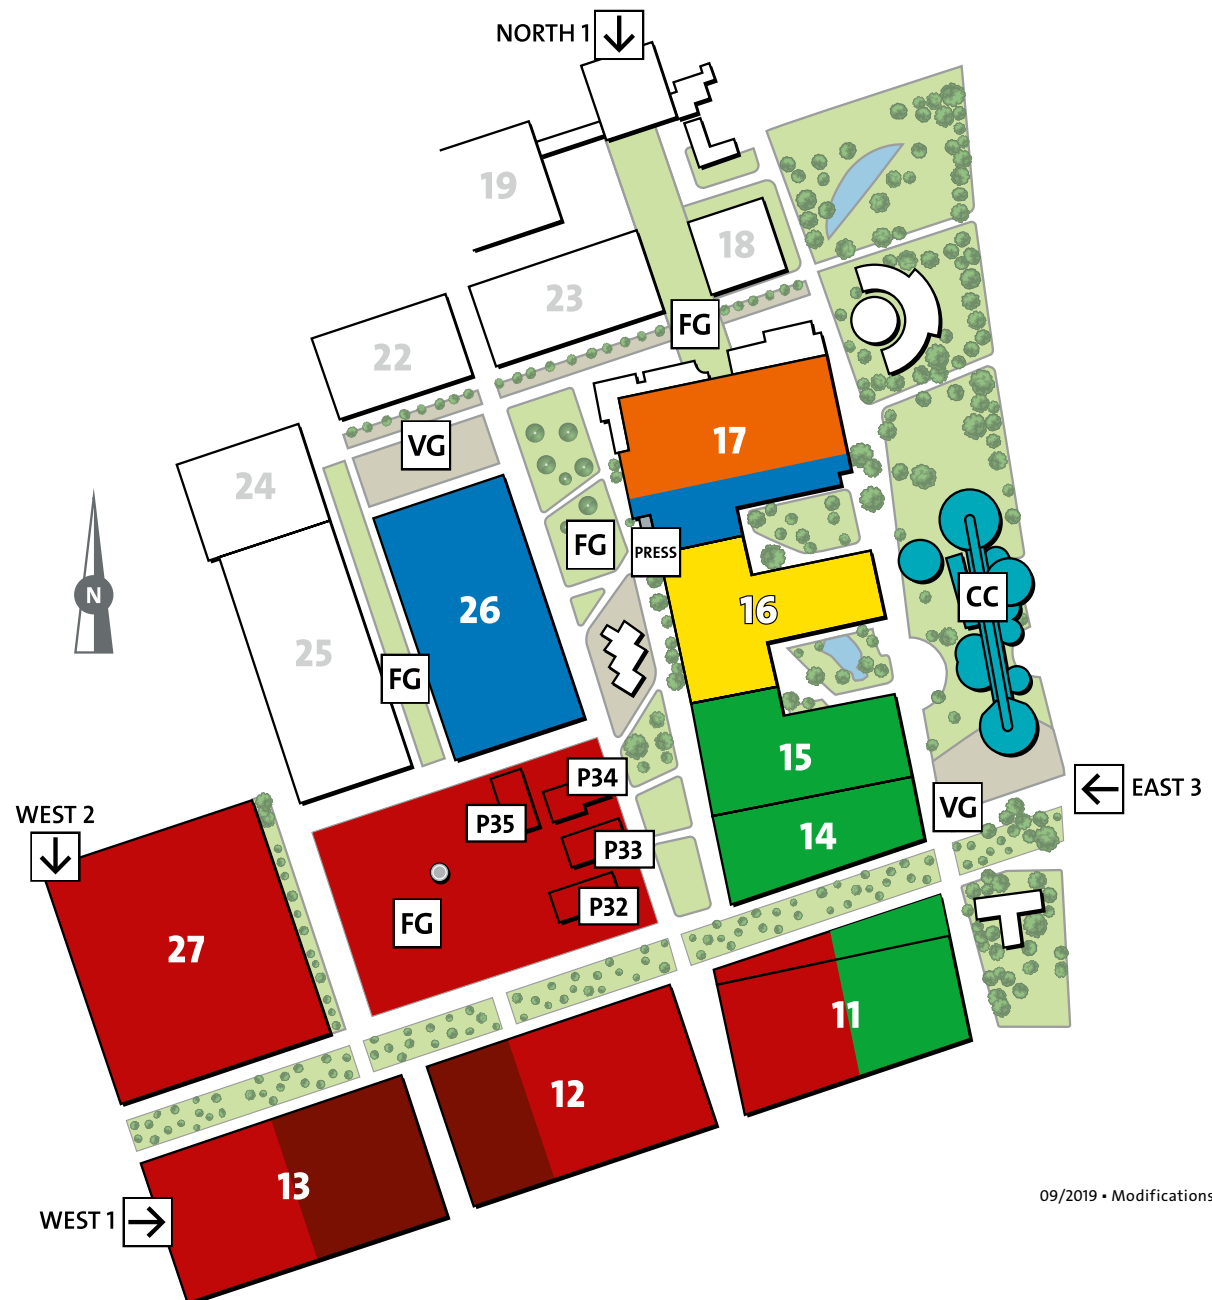 NORTH 1
19
18
23
FG
22
17
VG
24
FG
PRESS
26
16
CC
N
25
FG
15
P34
EAST 3
VG
WEST 2
P35
14
P33
P32
FG
27
11
12
13
09/2019 • Modifications
WEST 1